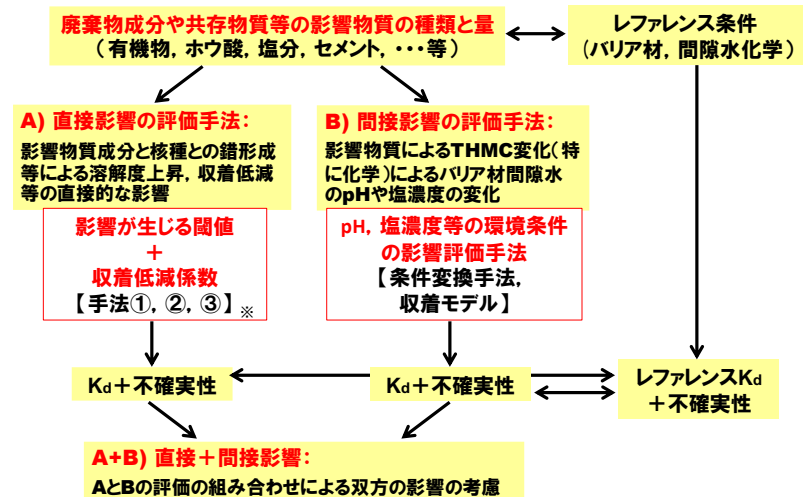 廃棄物成分や共存物質等の影響物質の種類と量
（有機物，ホウ酸，塩分，セメント，・・・等）
レファレンス条件
（バリア材，間隙水化学）
A) 直接影響の評価手法：
影響物質成分と核種との錯形成
等による溶解度上昇，収着低減
等の直接的な影響
B) 間接影響の評価手法：
影響物質によるTHMC変化（特
に化学）によるバリア材間隙水
のpHや塩濃度の変化
影響が生じる閾値
＋
収着低減係数
【手法①，②，③】※
pH，塩濃度等の環境条件
の影響評価手法
【条件変換手法，
収着モデル】
Kd＋不確実性
Kd＋不確実性
レファレンスKd
＋不確実性
A+B) 直接＋間接影響：
AとBの評価の組み合わせによる双方の影響の考慮